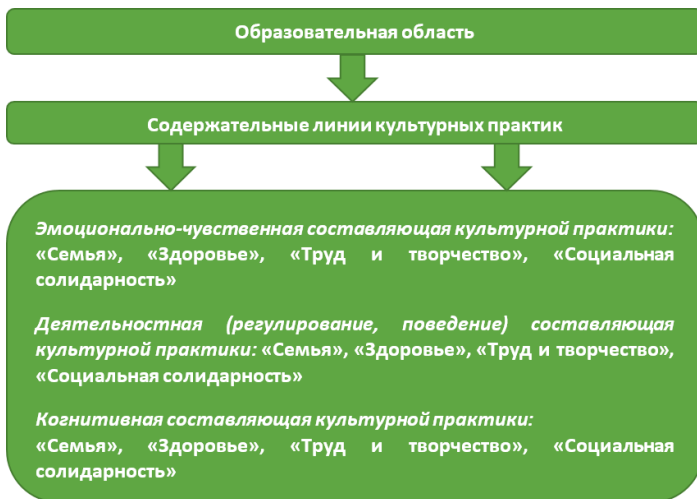 Образовательная область
Содержательные линии культурных практик
Эмоционально-чувственная составляющая культурной практики:
«Семья», «Здоровье», «Труд и творчество», «Социальная
солидарность»
Деятельностная (регулирование, поведение) составляющая
культурной практики: «Семья», «Здоровье», «Труд и творчество»,
«Социальная солидарность»
Когнитивная составляющая культурной практики:
«Семья», «Здоровье», «Труд и творчество», «Социальная
солидарность»